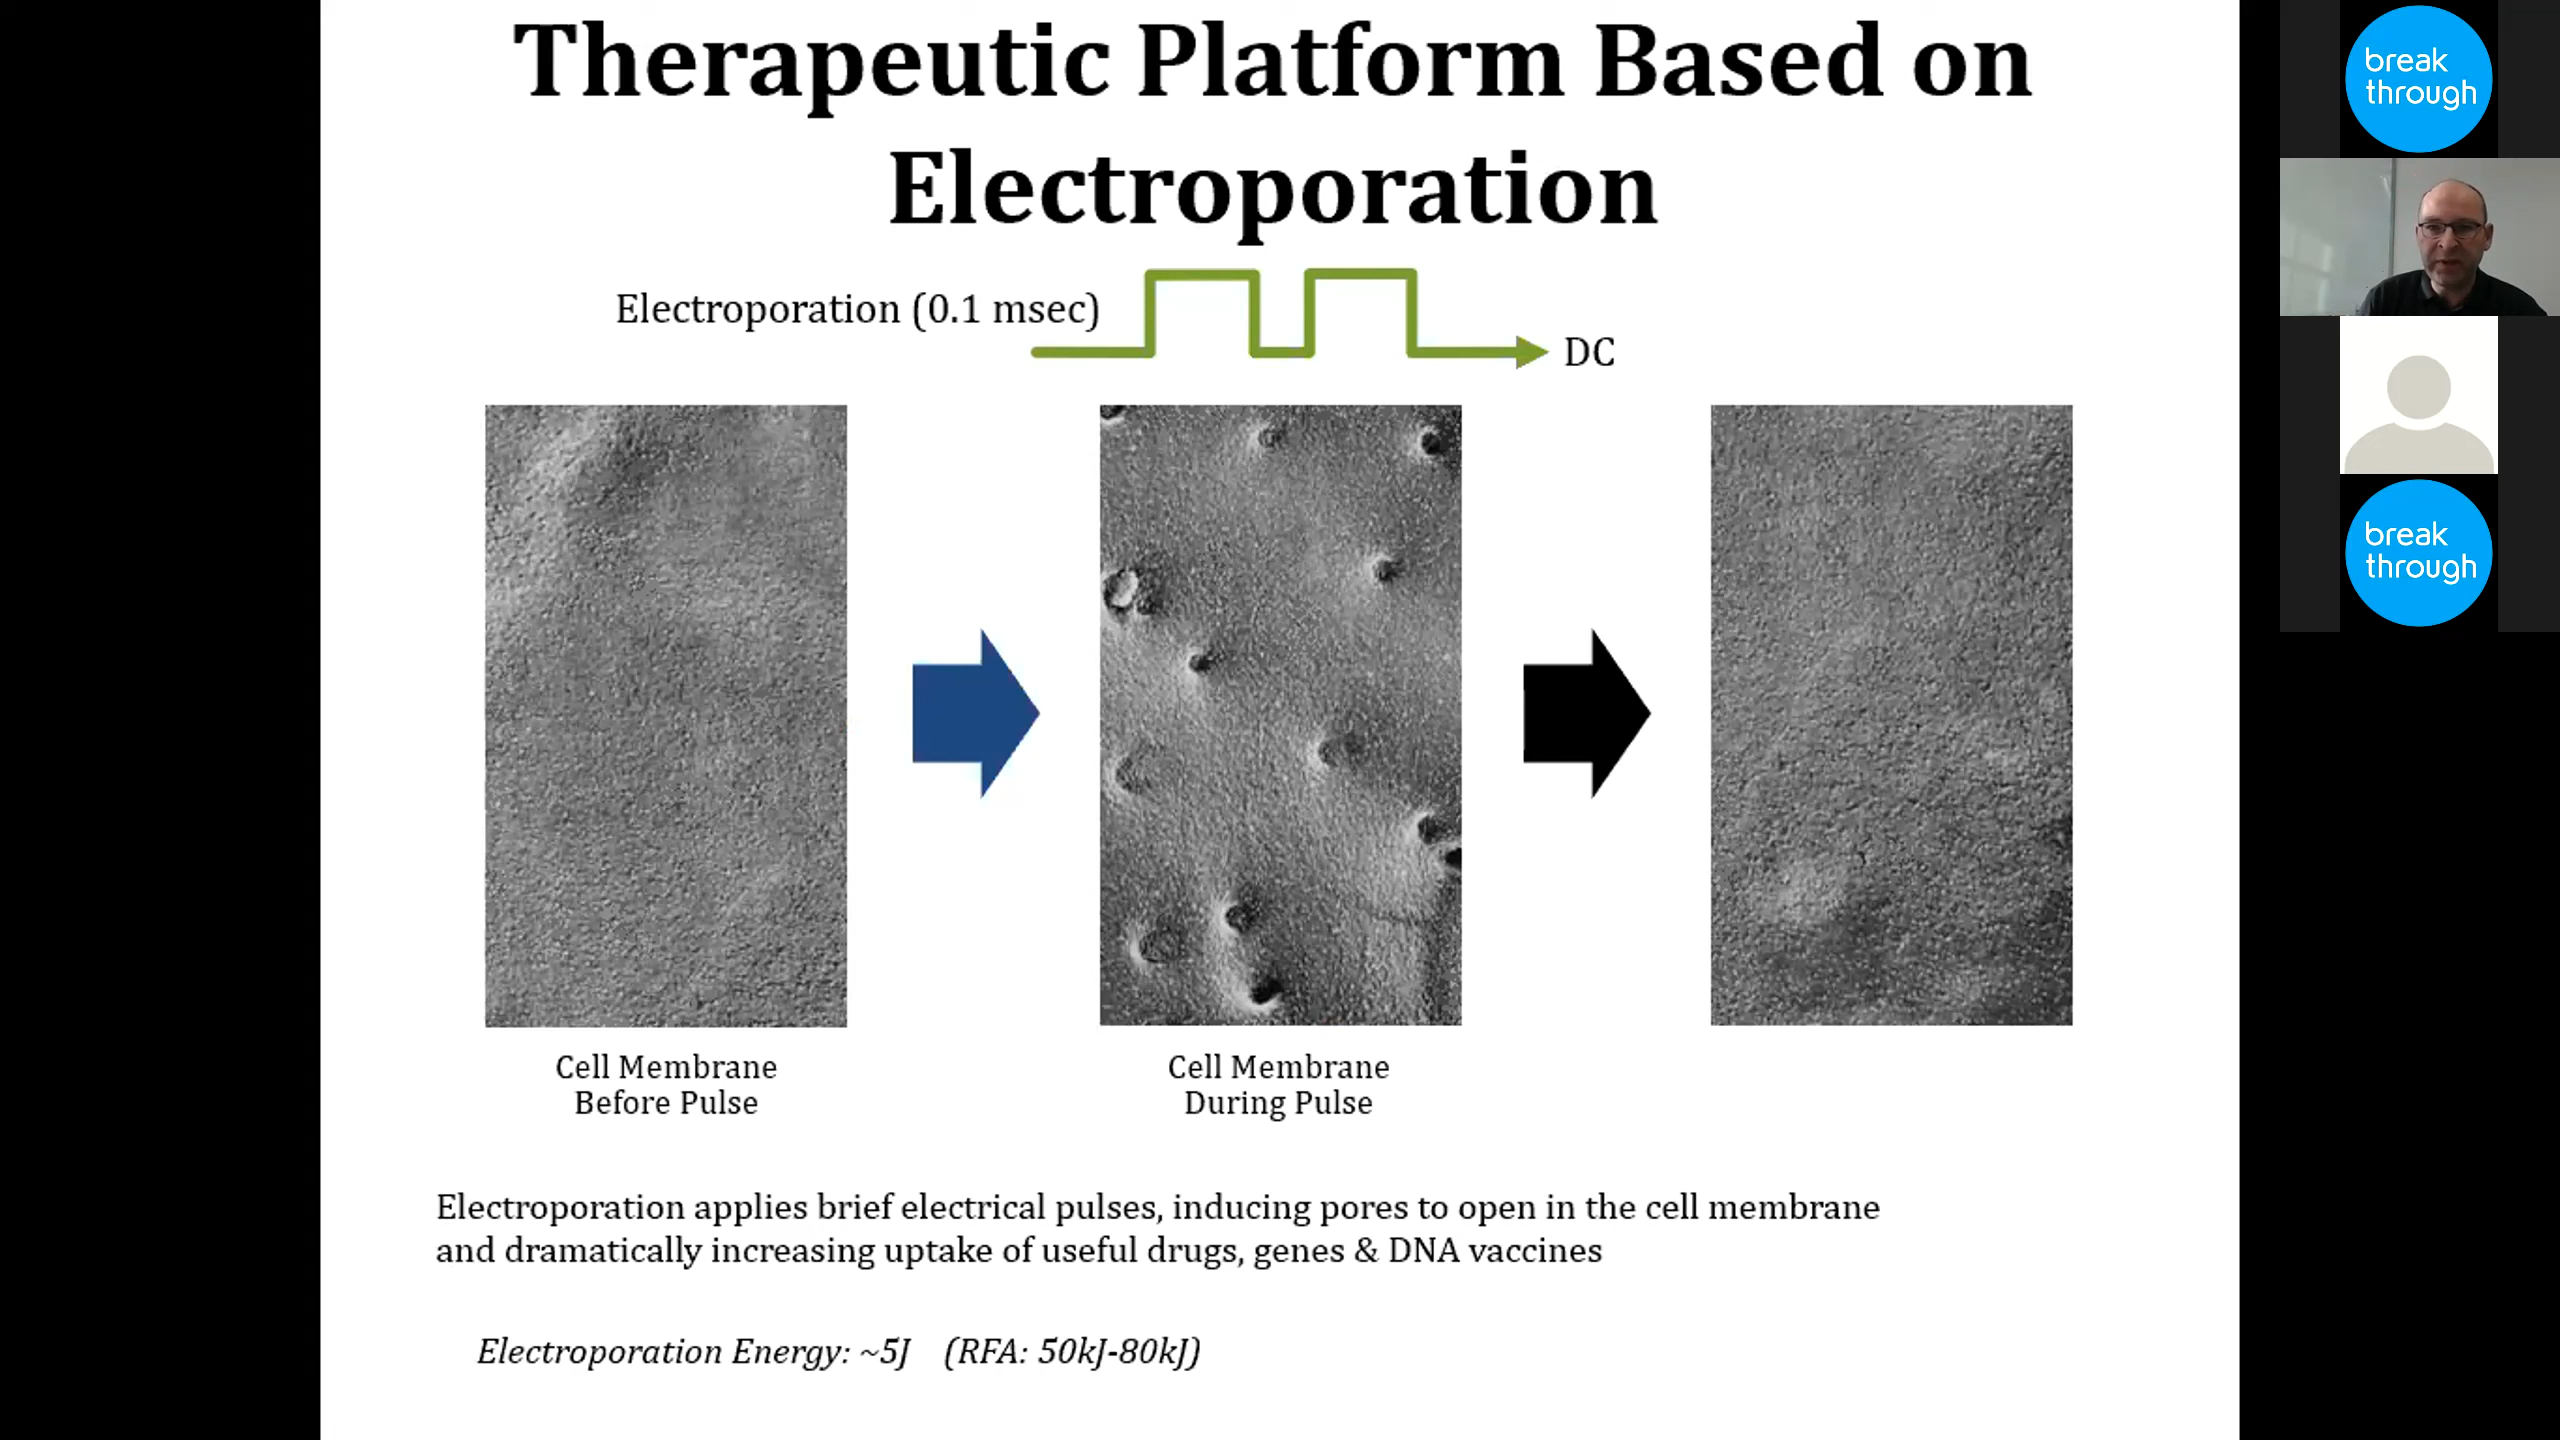 Therapeutic Platform Based on
Electroporation
Electroporation (0.1 msec)
DC
Cell Membrane
Before Pulse
Cell Membrane
During Pulse
Electroporation applies brief electrical pulses, inducing pores to open in the cell membrane
and dramatically increasing uptake of useful drugs, genes & DNA vaccines
Electroporation Energy: ~5J (RFA: 50kJ-80kJ)
break
through
break
through